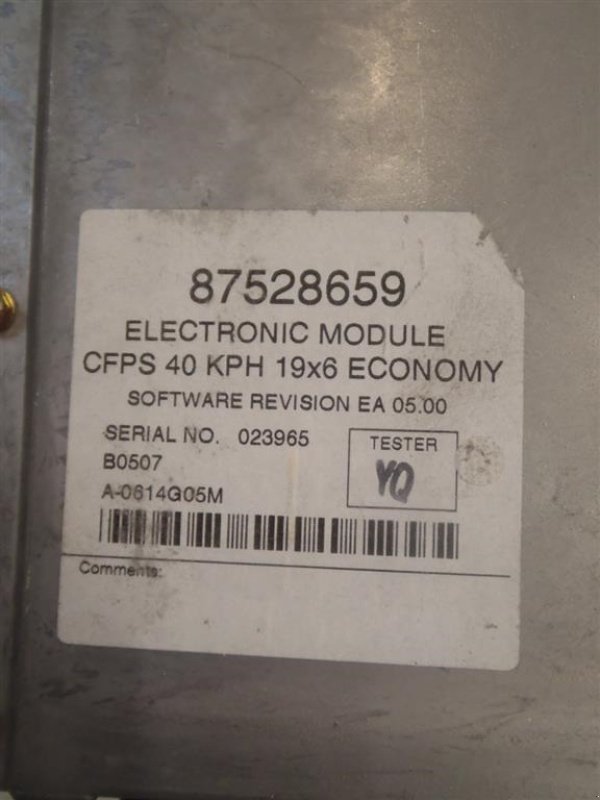 87528659
ELECTRONIC MODULE
CFPS 40 KPH 19x6 ECONOMY
SOFTWARE REVISION EA 05.00
SERIAL NO. 023965
TESTER
B0507
YQ
A-0614G05M
Comments: